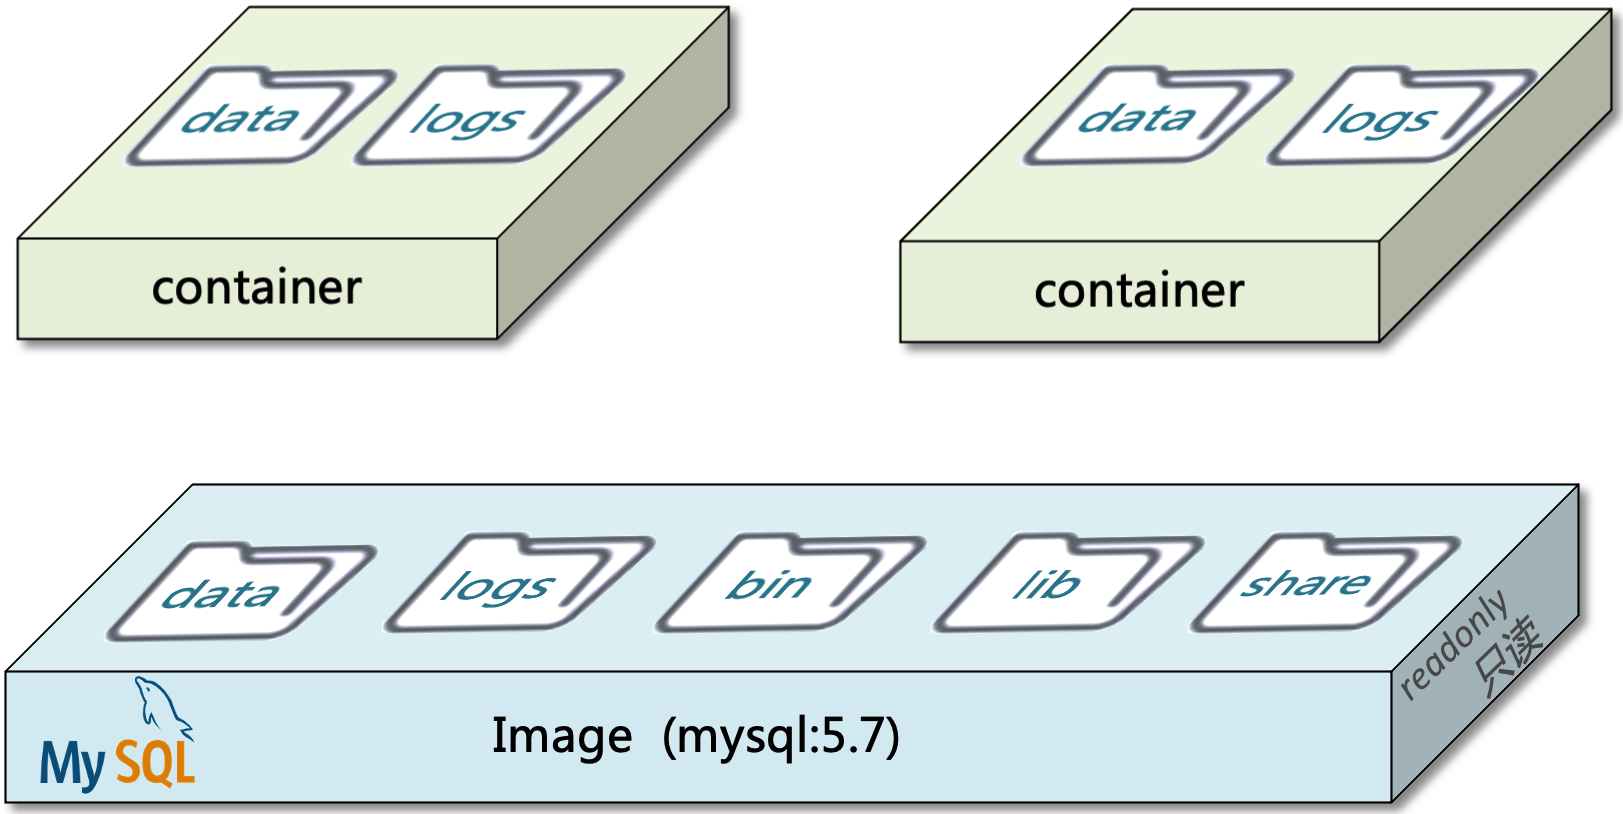 data
logs
data
logs
container
container
data
logs
bin
lib
share
readonly
只读
MySQL
Image (mysql:5.7)